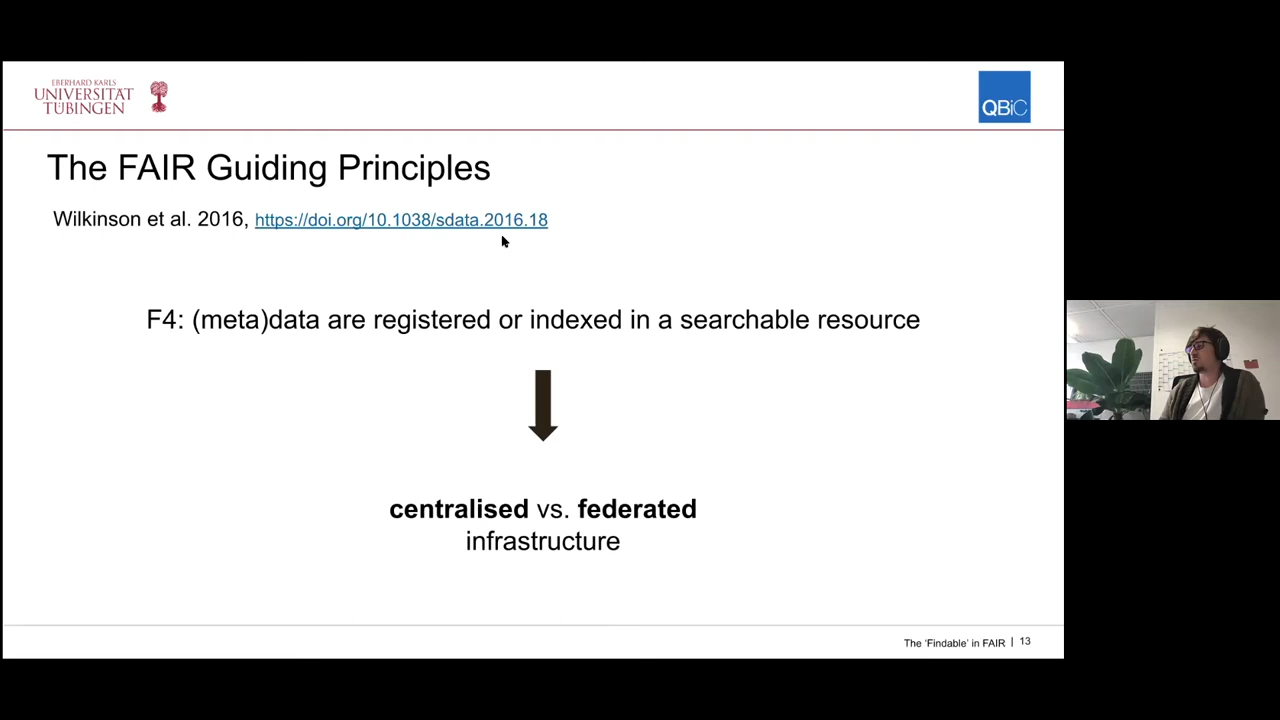 EBERHARD KARLS
UNIVERSITÄT
TÜBINGEN
QBiC
The FAIR Guiding Principles
Wilkinson et al. 2016, https://doi.org/10.1038/sdata.2016.18
F4: (meta)data are registered or indexed in a searchable resource
centralised vs. federated
infrastructure
The 'Findable' in FAIR | 13